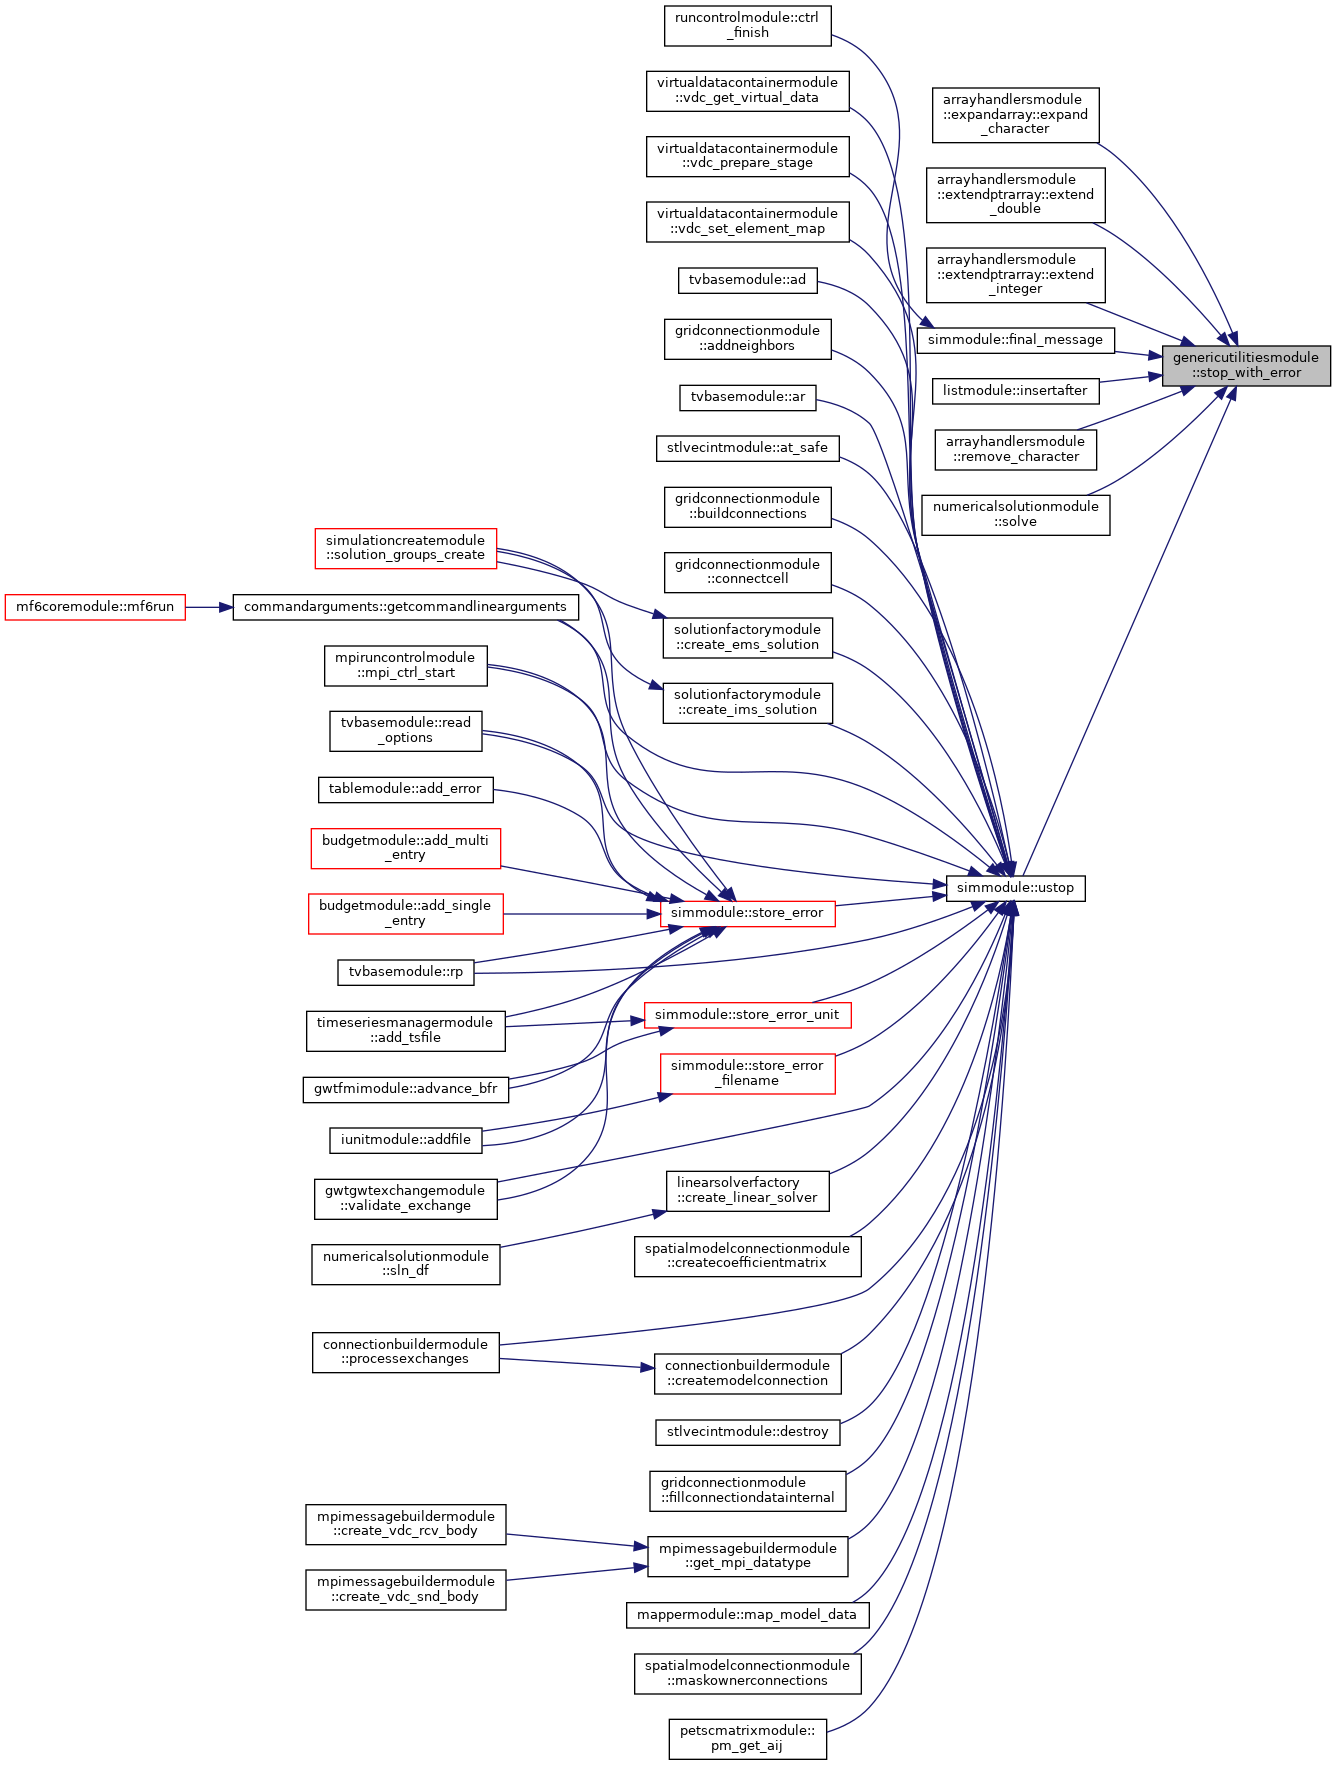 runcontrolmodule::ctrl
_finish
virtualdatacontainermodule
::vdc_get_virtual_data
virtualdatacontainermodule
::vdc_prepare_stage
virtualdatacontainermodule
::vdc_set_element_map
tvbasemodule::ad
gridconnectionmodule
::addneighbors
tvbasemodule::ar
stlvecintmodule::at_safe
gridconnectionmodule
::buildconnections
gridconnectionmodule
::connectcell
solutionfactorymodule
::create_ems_solution
solutionfactorymodule
::create_ims_solution
arrayhandlersmodule
::expandarray::expand
_character
arrayhandlersmodule
::extendptrarray::extend
_double
arrayhandlersmodule
::extendptrarray::extend
_integer
simmodule::final_message
listmodule::insertafter
arrayhandlersmodule
::remove_character
numericalsolutionmodule
::solve
genericutilitiesmodule
::stop_with_error
simulationcreatemodule
::solution_groups_create
mf6coremodule::mf6run
commandarguments::getcommandlinearguments
mpiruncontrolmodule
::mpi_ctrl_start
tvbasemodule::read
_options
tablemodule::add_error
budgetmodule::add_multi
_entry
budgetmodule::add_single
_entry
tvbasemodule::rp
timeseriesmanagermodule
::add_tsfile
gwtfmimodule::advance_bfr
iunitmodule::addfile
gwtgwtexchangemodule
::validate_exchange
numericalsolutionmodule
::sln_df
connectionbuildermodule
::processexchanges
mpimessagebuildermodule
::create_vdc_rcv_body
mpimessagebuildermodule
::create_vdc_snd_body
simmodule::ustop
simmodule::store_error
simmodule::store_error_unit
simmodule::store_error
_filename
linearsolverfactory
::create_linear_solver
spatialmodelconnectionmodule
::createcoefficientmatrix
connectionbuildermodule
::createmodelconnection
stlvecintmodule::destroy
gridconnectionmodule
::fillconnectiondatainternal
mpimessagebuildermodule
::get_mpi_datatype
mappermodule::map_model_data
spatialmodelconnectionmodule
::maskownerconnections
petscmatrixmodule::
pm_get_aij